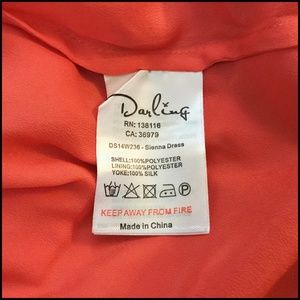 Darling
RN: 138116
CA: 36979
DS14W236 - Sienna Dress
SHELL:100%POLYESTER
LINING:100%POLYESTER
YOKE:100% SILK
KEEP AWAY FROM FIRE
Made in China